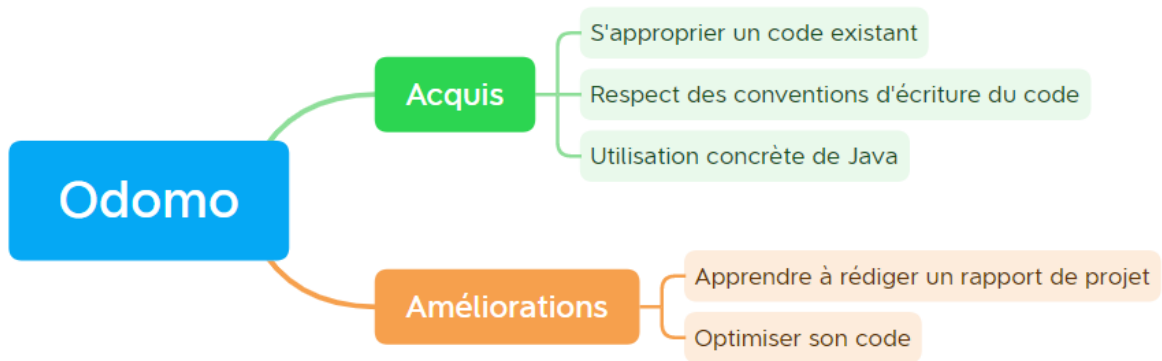 Odomo
Acquis
S'approprier un code existant
Respect des conventions d'écriture du code
Utilisation concrète de Java
Améliorations
Apprendre à rédiger un rapport de projet
Optimiser son code